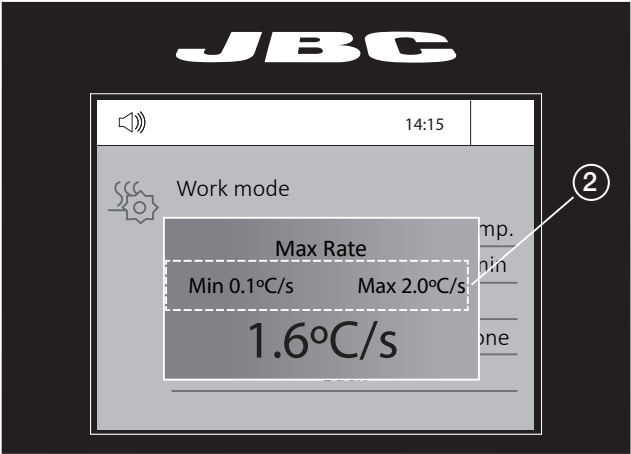 JBC
14:15
Work mode
Max Rate
Min 0.1ºC/s Max 2.0ºC/s
1.6ºC/s
2